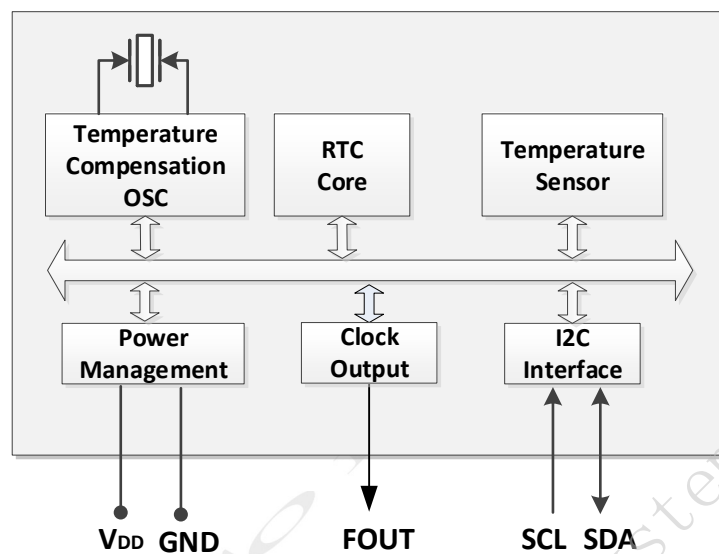 Temperature
Compensation
OSC
RTC
Core
Temperature
Sensor
Power
Management
Clock
Output
I2C
Interface
VDD GND
FOUT
SCL SDA